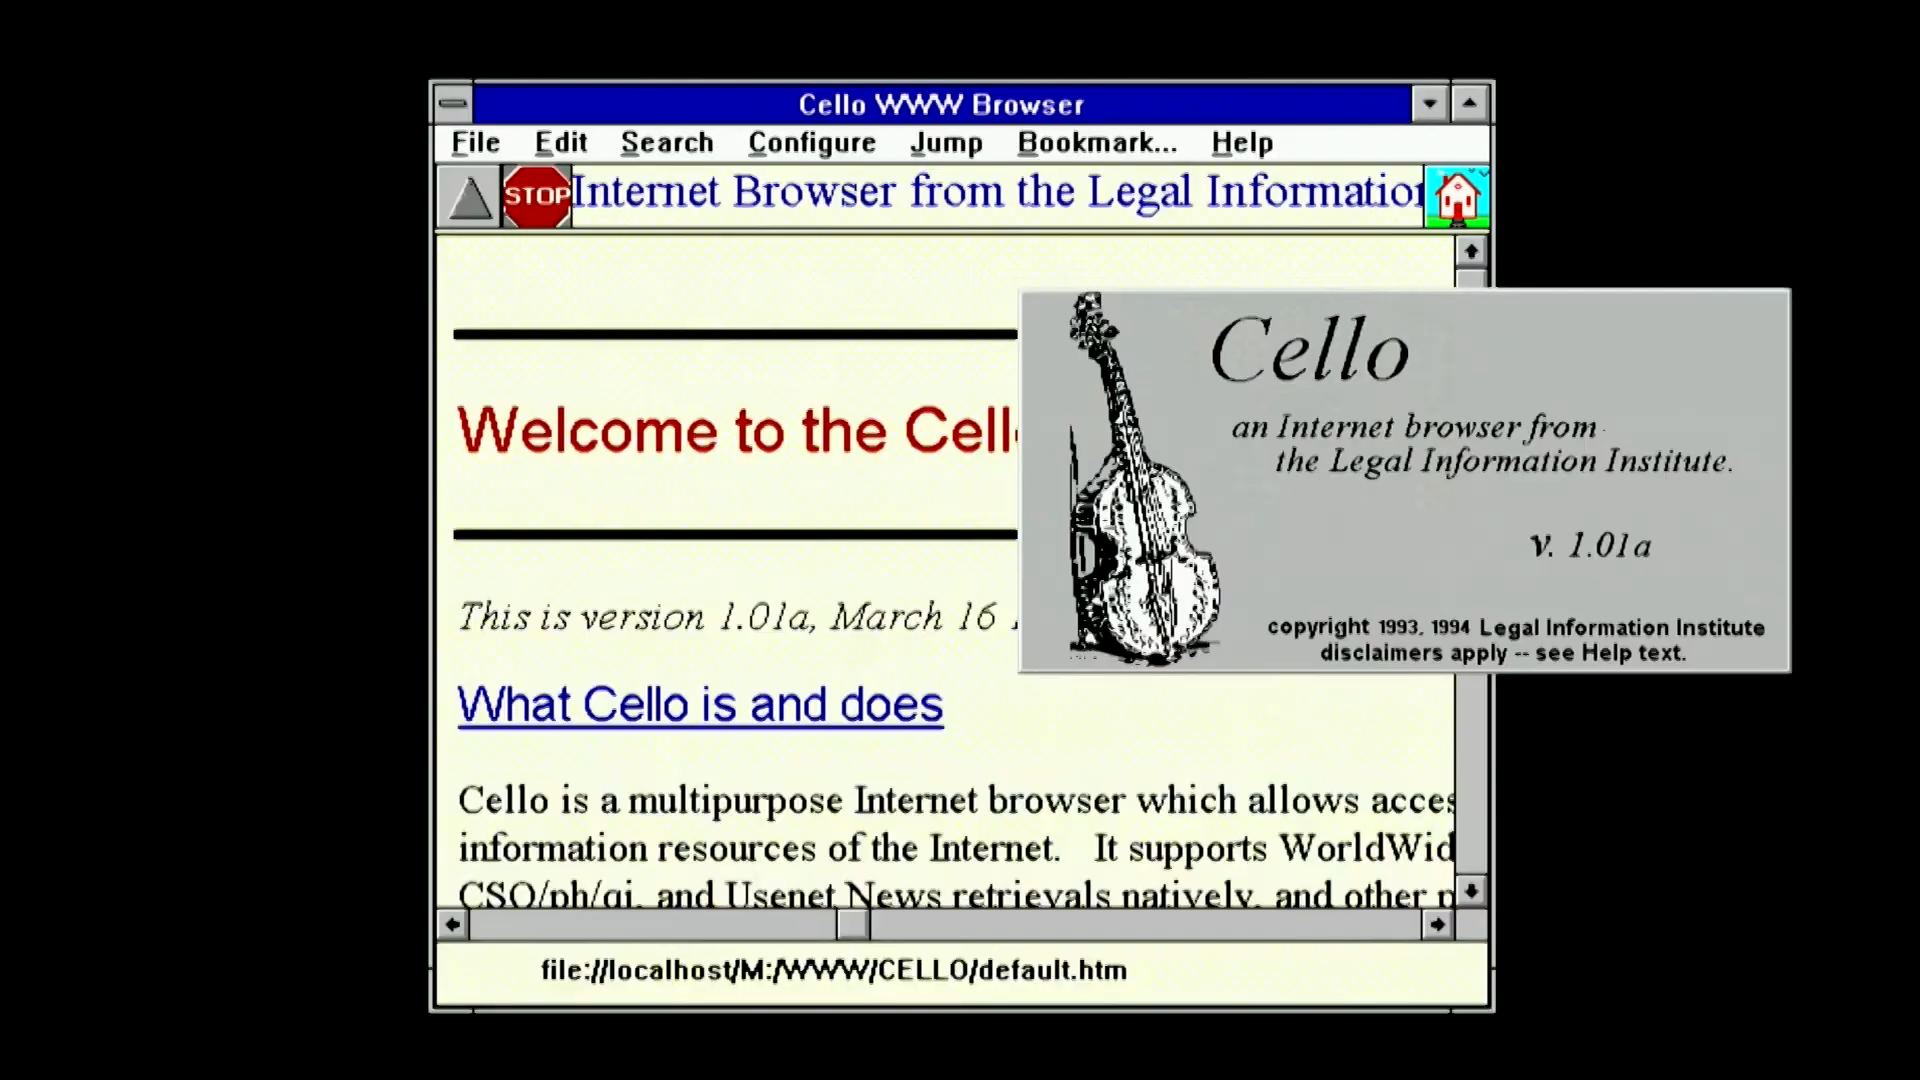 Cello WWW Browser
File Edit Search Configure Jump Bookmark... Help
STOP
Internet Browser from the Legal Information
Welcome to the Cell
This is version 1.01a, March 16
What Cello is and does
Cello is a multipurpose Internet browser which allows acces
information resources of the Internet. It supports WorldWid
CSO/ph/qi, and Usenet News retrievals natively, and other p
file://localhost/M:/WWW/CELLO/default.htm
Cello
an Internet browser from
the Legal Information Institute.
v. 1.01a
copyright 1993, 1994 Legal Information Institute
disclaimers apply -- see Help text.